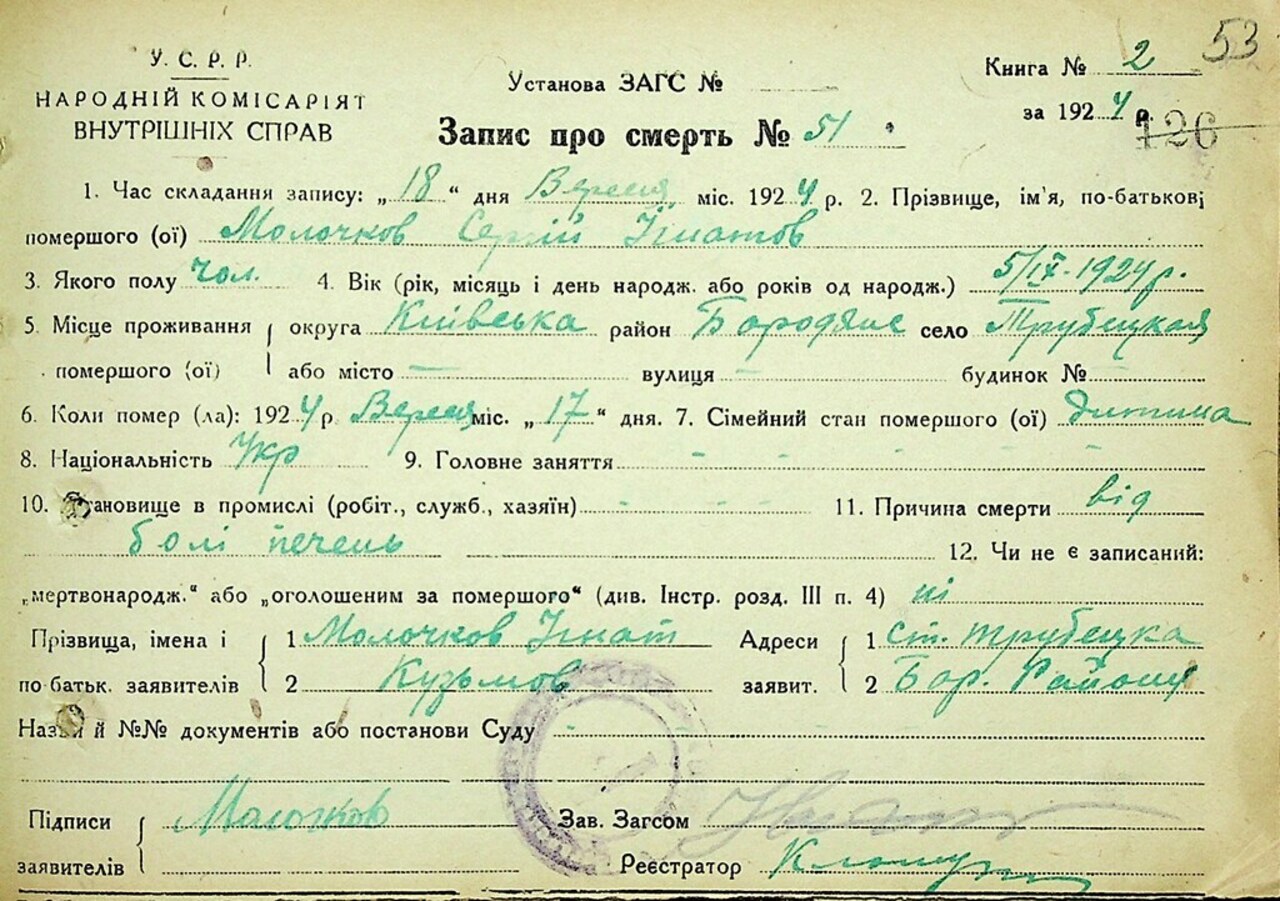 53
У. С. Р. Р.
НАРОДНІЙ КОМІСАРІЯТ
ВНУТРІШНІХ СПРАВ
Установа ЗАГС №
Книга № 2
за 1924 р.
126
Запис про смерть № 51
1. Час складання запису: „18“ дня Вересня міс. 1924 р. 2. Прізвище, ім'я, по-батькові
помершого (ої) Молочков Сергій Ігнатов
3. Якого полу чол. 4. Вік (рік, місяць і день народж. або років од народж.) 5/IX-1924 р.
5. Місце проживання округа Київська район Бородянс село Трубецкая
помершого (ої) або місто — вулиця — будинок №
6. Коли помер (ла): 1924 р Вересня міс. „17“ дня. 7. Сімейний стан помершого (ої) дитина
8. Національність Укр 9. Головне заняття - - - - -
10. Становище в промислі (робіт., служб., хазяїн) - - - 11. Причина смерти від
болі печень 12. Чи не є записаний:
„мертвонародж.“ або „оголошеним за помершого“ (див. Інстр. розд. III п. 4) ні
Прізвища, імена і 1 Молочков Ігнат Адреси 1 Ст. Трубецка
по батьк. заявителів 2 Кузьмов заявит. 2 Бор. Району
Назви й №№ документів або постанови Суду -
Підписи Молочков Зав. Загсом
заявителів Реєстратор